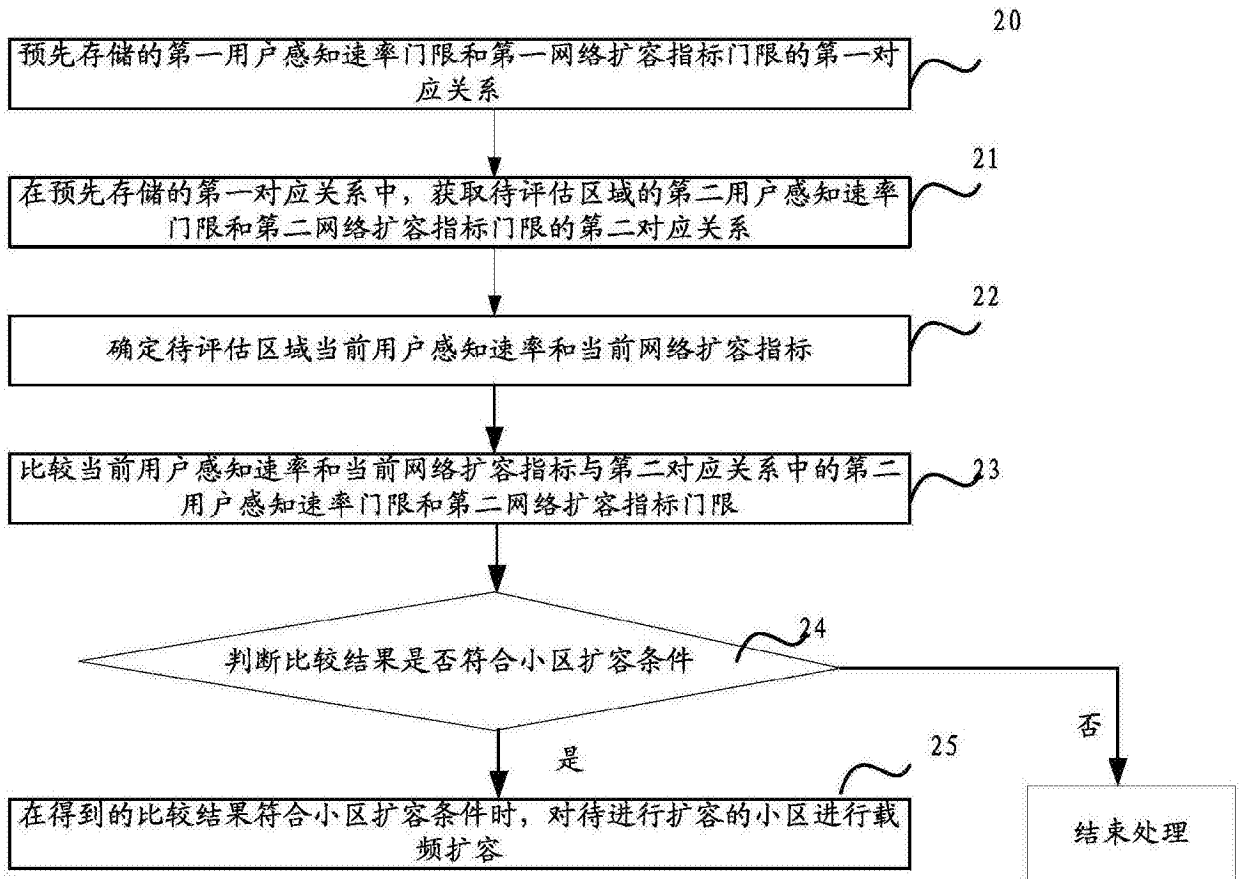 20
预先存储的第一用户感知速率门限和第一网络扩容指标门限的第一对
应关系
21
在预先存储的第一对应关系中，获取待评估区域的第二用户感知速率
门限和第二网络扩容指标门限的第二对应关系
22
确定待评估区域当前用户感知速率和当前网络扩容指标
23
比较当前用户感知速率和当前网络扩容指标与第二对应关系中的第二
用户感知速率门限和第二网络扩容指标门限
24
判断比较结果是否符合小区扩容条件
否
是
25
在得到的比较结果符合小区扩容条件时，对待进行扩容的小区进行载
频扩容
结束处理